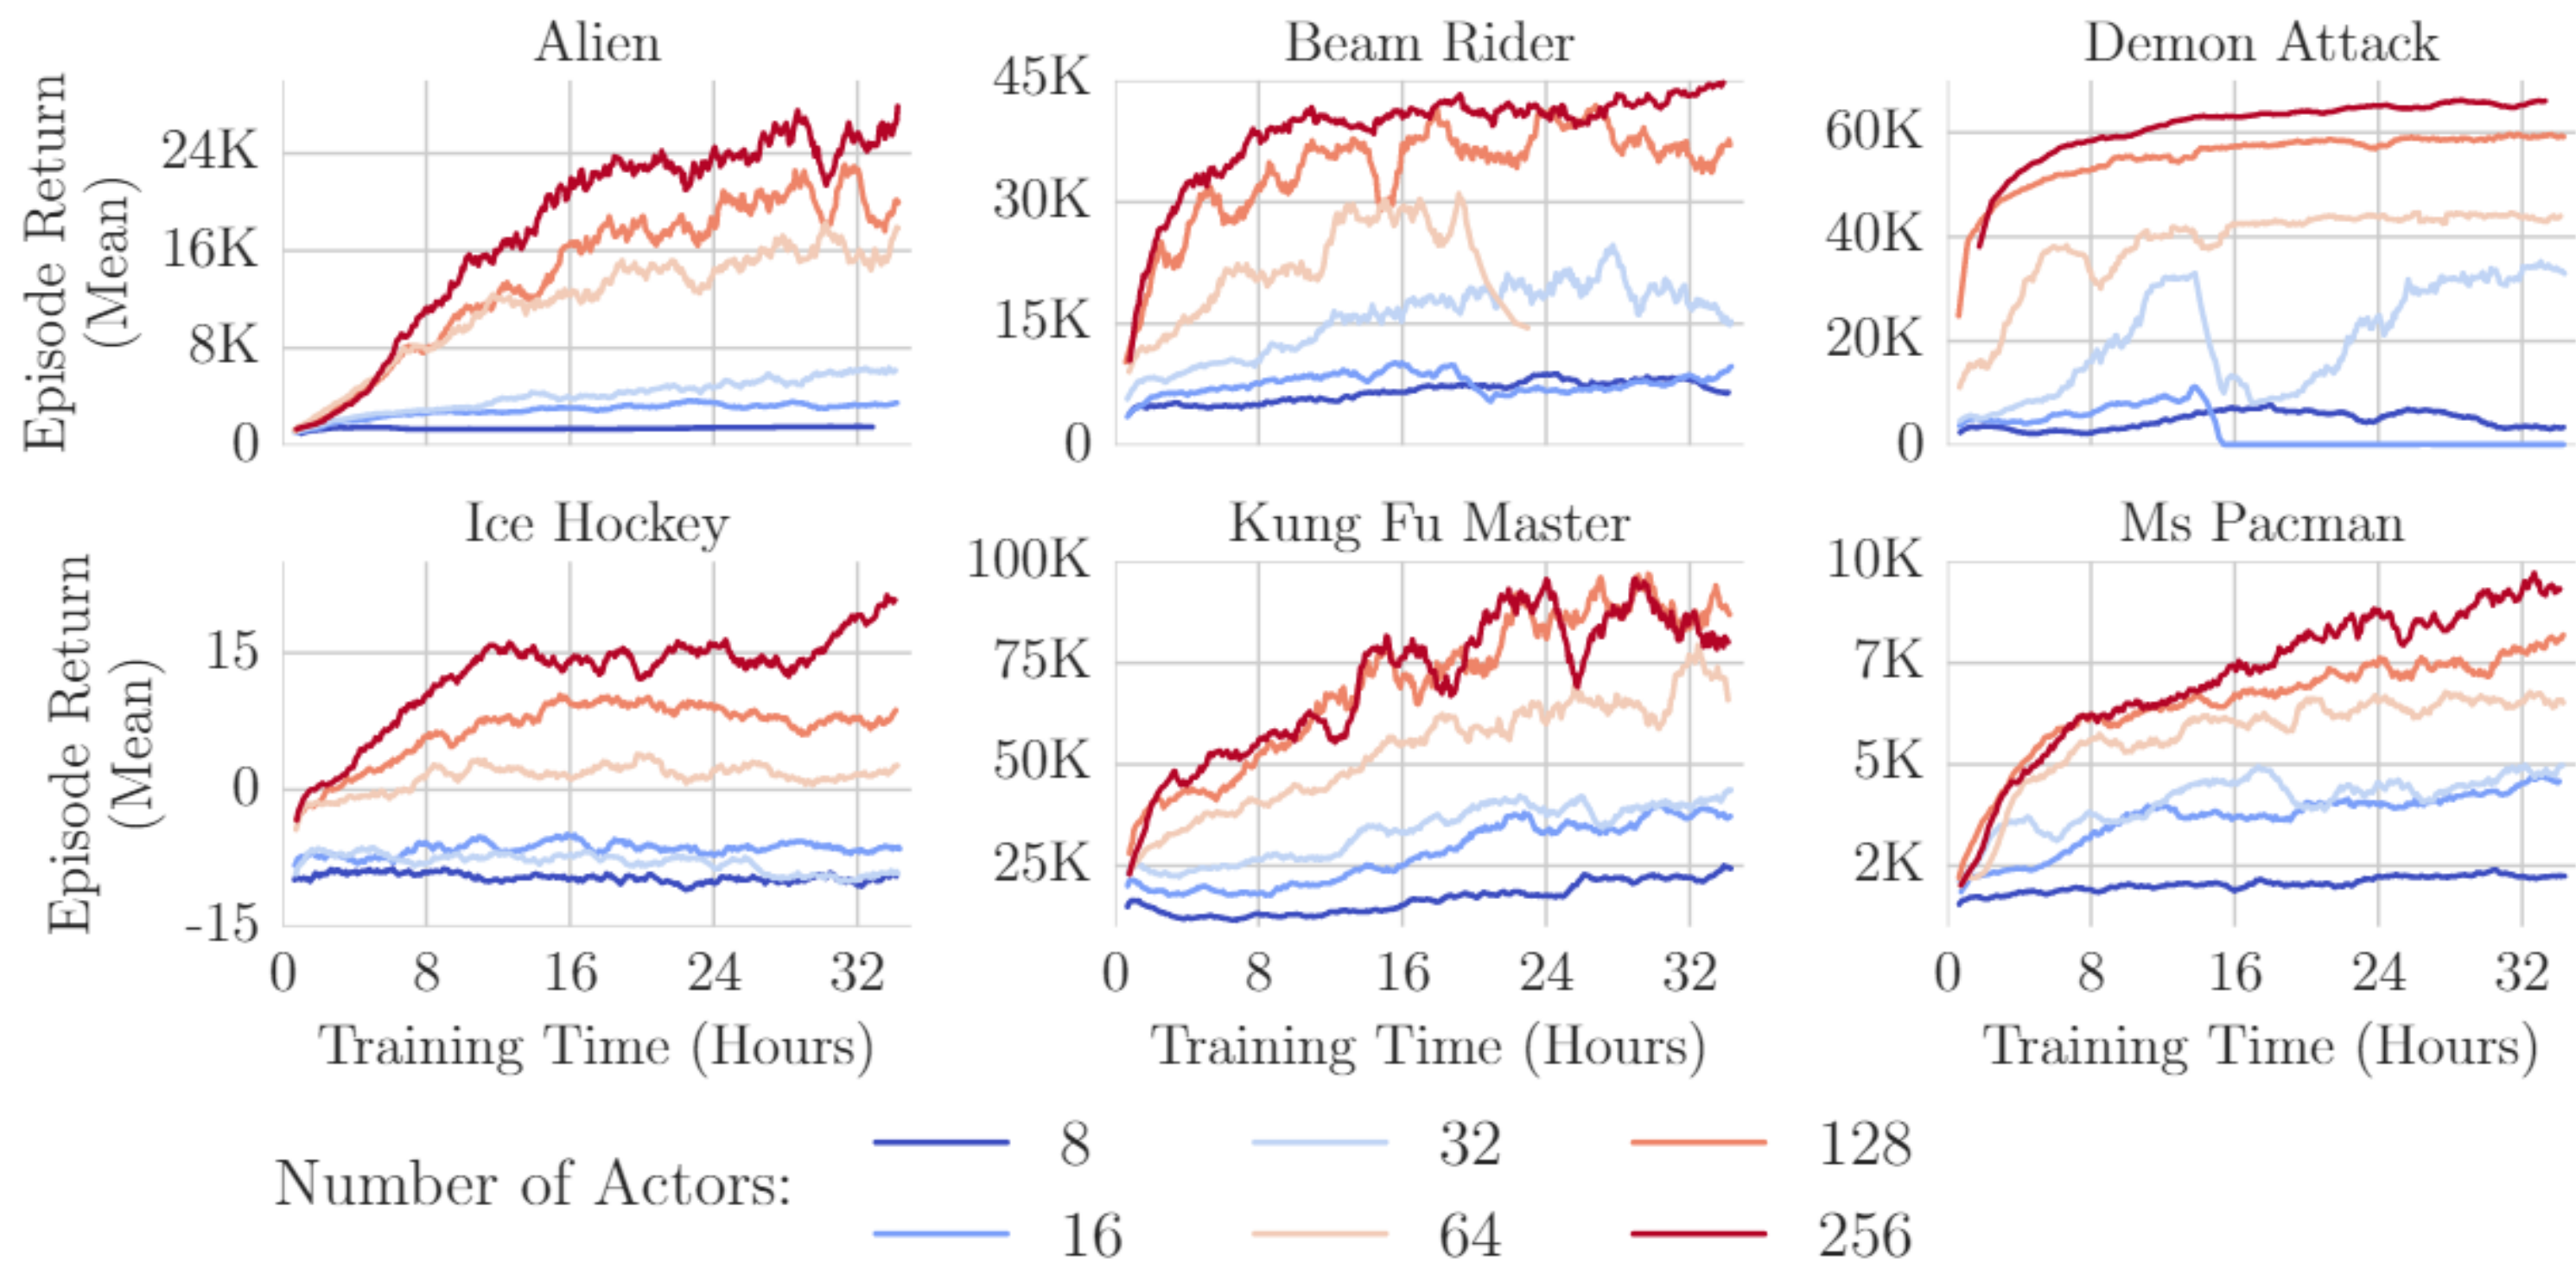 Alien
Beam Rider
Demon Attack
Episode Return
(Mean)
24K
16K
8K
0
45K
30K
15K
0
60K
40K
20K
0
Ice Hockey
Kung Fu Master
Ms Pacman
Episode Return
(Mean)
15
0
-15
100K
75K
50K
25K
10K
7K
5K
2K
0 8 16 24 32
0 8 16 24 32
0 8 16 24 32
Training Time (Hours)
Training Time (Hours)
Training Time (Hours)
Number of Actors:
8 32 128
16 64 256